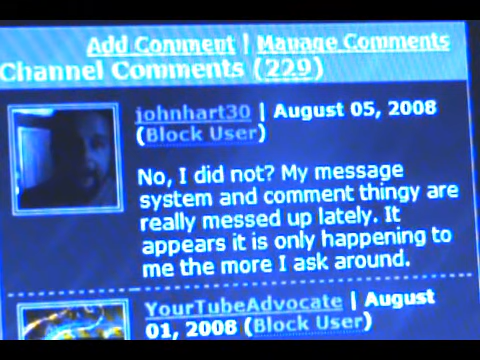 Add Comment | Manage Comments
Channel Comments (229)
johnhart30 | August 05, 2008
(Block User)
No, I did not? My message
system and comment thingy are
really messed up lately. It
appears it is only happening to
me the more I ask around.
YourTubeAdvocate | August
01, 2008 (Block User)